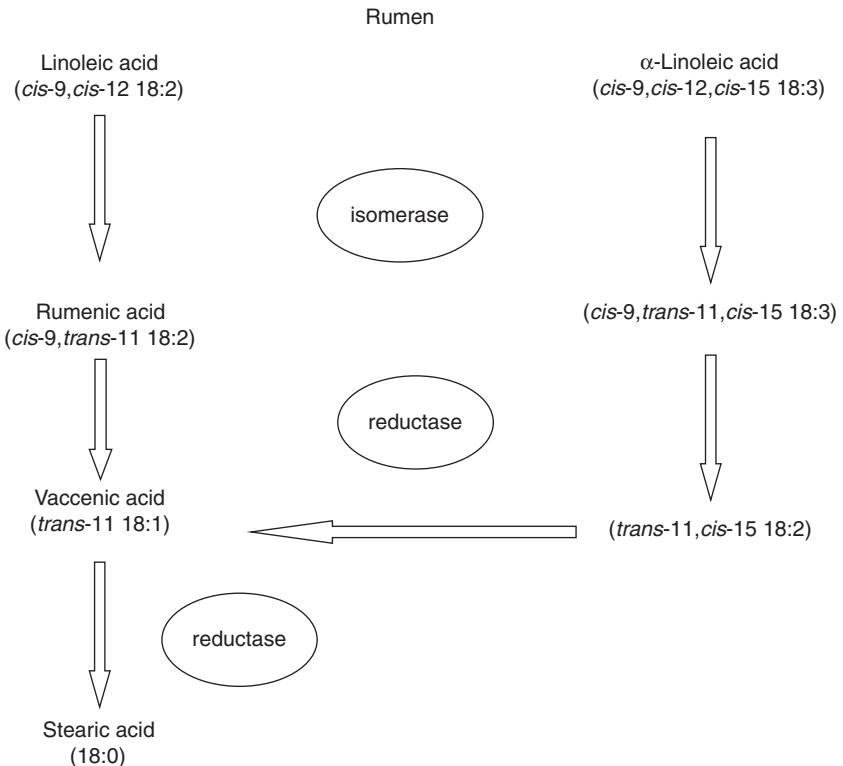 Rumen
Linoleic acid
(cis-9,cis-12 18:2)
α-Linoleic acid
(cis-9,cis-12,cis-15 18:3)
isomerase
Rumenic acid
(cis-9,trans-11 18:2)
(cis-9,trans-11,cis-15 18:3)
reductase
Vaccenic acid
(trans-11 18:1)
(trans-11,cis-15 18:2)
reductase
Stearic acid
(18:0)